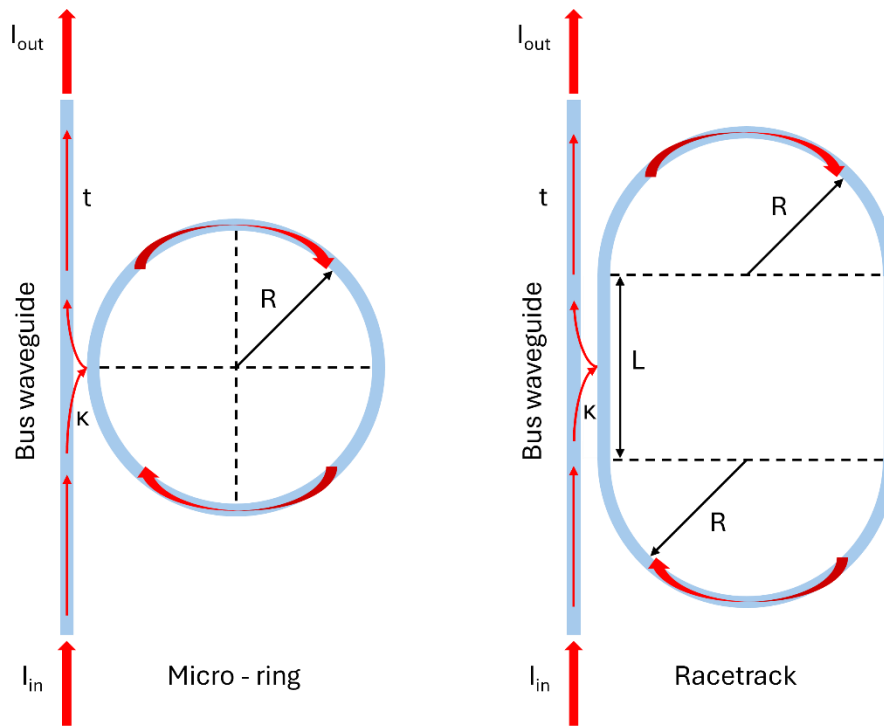 I_out
t
Bus waveguide
R
κ
I_in
Micro - ring
I_out
t
Bus waveguide
R
L
κ
R
I_in
Racetrack